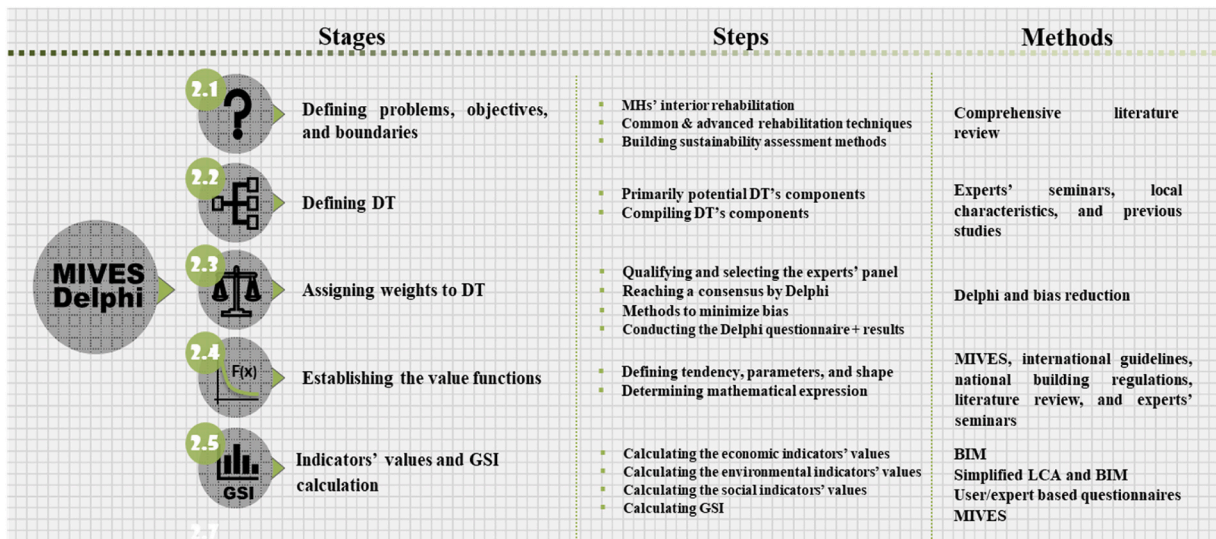 Stages
Steps
Methods
MIVES
Delphi
2.1
Defining problems, objectives,
and boundaries
MHs' interior rehabilitation
Common & advanced rehabilitation techniques
Building sustainability assessment methods
Comprehensive literature
review
2.2
Defining DT
Primarily potential DT's components
Compiling DT's components
Experts' seminars, local
characteristics, and previous
studies
2.3
Assigning weights to DT
Qualifying and selecting the experts' panel
Reaching a consensus by Delphi
Methods to minimize bias
Conducting the Delphi questionnaire + results
Delphi and bias reduction
2.4
F(x)
Establishing the value functions
Defining tendency, parameters, and shape
Determining mathematical expression
MIVES, international guidelines,
national building regulations,
literature review, and experts'
seminars
2.5
GSI
Indicators' values and GSI
calculation
Calculating the economic indicators' values
Calculating the environmental indicators' values
Calculating the social indicators' values
Calculating GSI
BIM
Simplified LCA and BIM
User/expert based questionnaires
MIVES
2.7